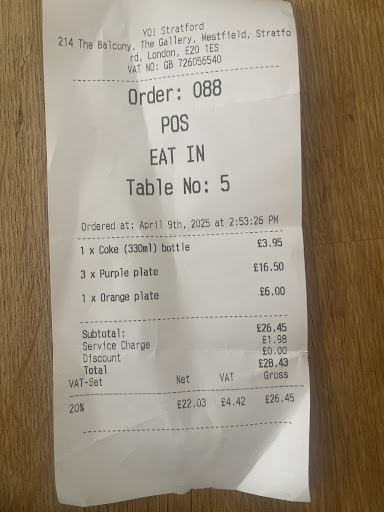 YO! Stratford
214 The Balcony, The Gallery, Westfield, Stratfo
rd, London, E20 1ES
VAT NO: GB 726056540
Order: 088
POS
EAT IN
Table No: 5
Ordered at: April 9th, 2025 at 2:53:26 PM
1 x Coke (330ml) bottle £3.95
3 x Purple plate £16.50
1 x Orange plate £6.00
Subtotal: £26.45
Service Charge £1.98
Discount £0.00
Total £28.43
VAT-Set Net VAT Gross
20% £22.03 £4.42 £26.45